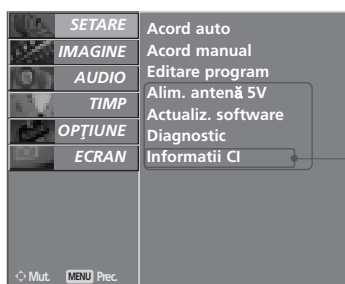 SETARE
IMAGINE
AUDIO
TIMP
OPŢIUNE
ECRAN
Acord auto
Acord manual
Editare program
Alim. antenă 5V
Actualiz. software
Diagnostic
Informatii CI
Mut. MENU Prec.